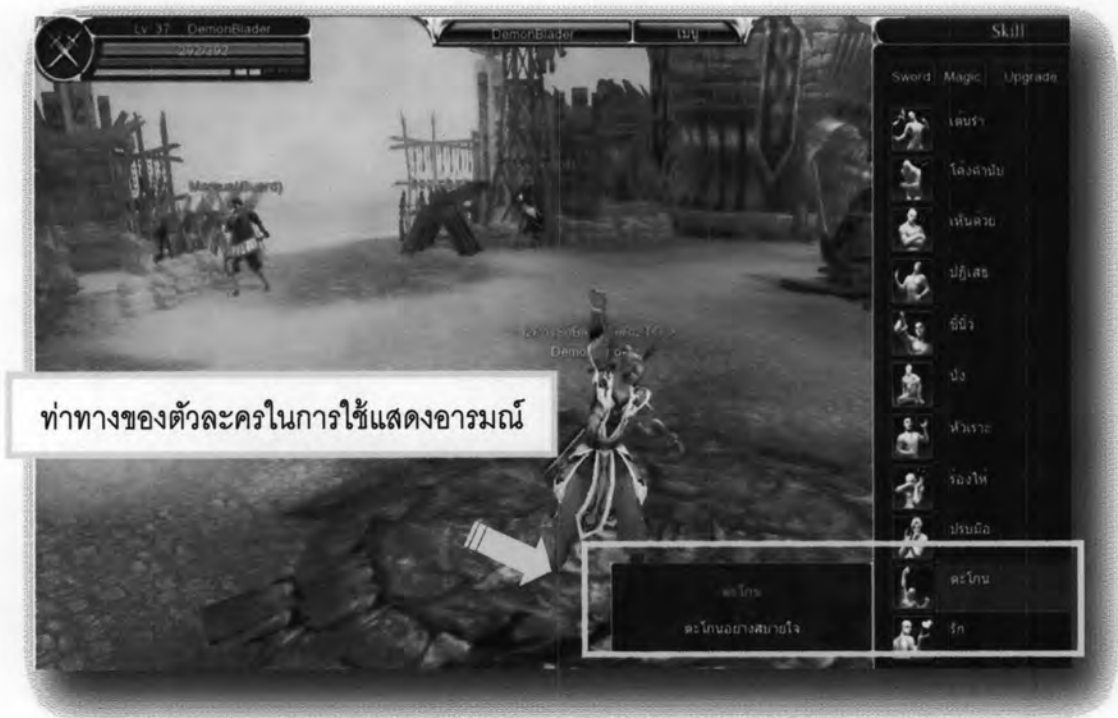 Lv 37 DemonBlader
292/292
DemonBlader
เมนู
Skill
Sword Magic Upgrade
เต้นรำ
โค้งคำนับ
เห็นด้วย
ปฏิเสธ
ชี้นิ้ว
นั่ง
หัวเราะ
ร้องไห้
ปรบมือ
ตะโกน
รัก
(Guard)
ท่าทางของตัวละครในการใช้แสดงอารมณ์
ตะโกน
ตะโกนอย่างสบายใจ